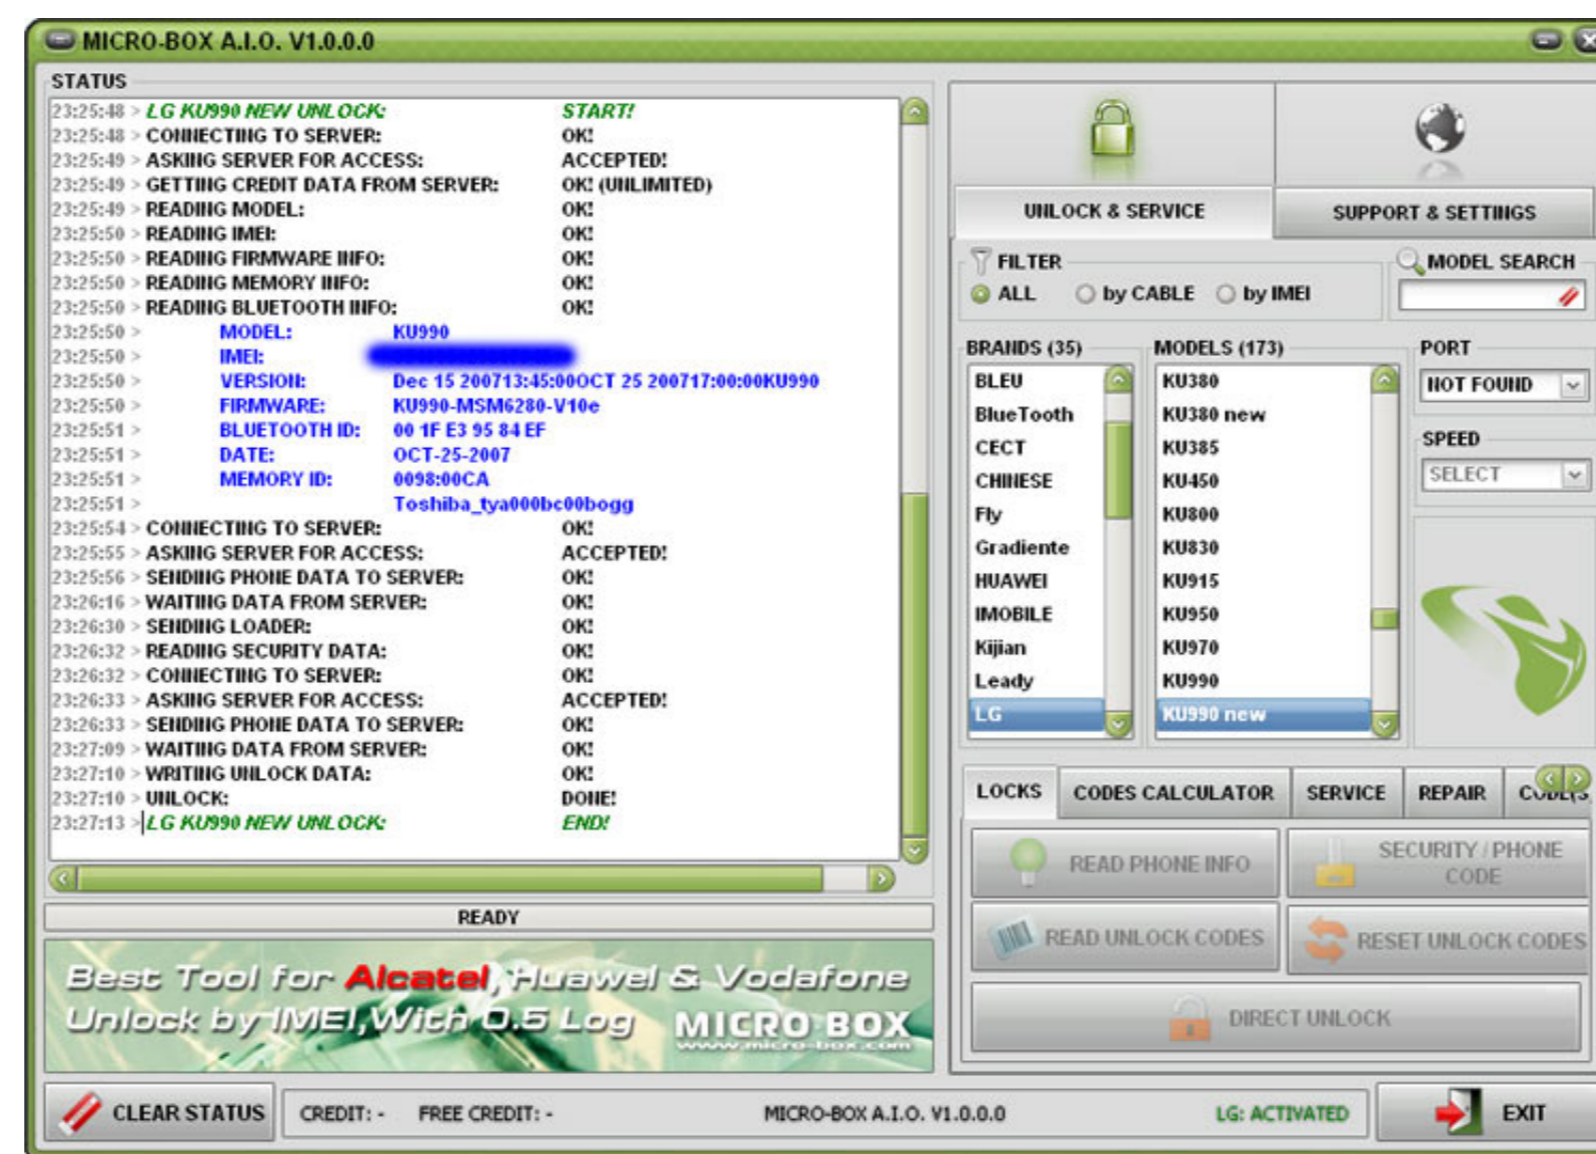 MICRO-BOX A.I.O. V1.0.0.0
STATUS
23:25:48 > LG KU990 NEW UNLOCK: START!
23:25:48 > CONNECTING TO SERVER: OK!
23:25:49 > ASKING SERVER FOR ACCESS: ACCEPTED!
23:25:49 > GETTING CREDIT DATA FROM SERVER: OK! (UNLIMITED)
23:25:49 > READING MODEL: OK!
23:25:50 > READING IMEI: OK!
23:25:50 > READING FIRMWARE INFO: OK!
23:25:50 > READING MEMORY INFO: OK!
23:25:50 > READING BLUETOOTH INFO: OK!
23:25:50 > MODEL: KU990
23:25:50 > IMEI:
23:25:50 > VERSION: Dec 15 200713:45:00OCT 25 200717:00:00KU990
23:25:50 > FIRMWARE: KU990-MSM6280-V10e
23:25:51 > BLUETOOTH ID: 00 1F E3 95 84 EF
23:25:51 > DATE: OCT-25-2007
23:25:51 > MEMORY ID: 0098:00CA
23:25:51 > Toshiba_tya000bc00bogg
23:25:54 > CONNECTING TO SERVER: OK!
23:25:55 > ASKING SERVER FOR ACCESS: ACCEPTED!
23:25:56 > SENDING PHONE DATA TO SERVER: OK!
23:26:16 > WAITING DATA FROM SERVER: OK!
23:26:30 > SENDING LOADER: OK!
23:26:32 > READING SECURITY DATA: OK!
23:26:32 > CONNECTING TO SERVER: OK!
23:26:33 > ASKING SERVER FOR ACCESS: ACCEPTED!
23:26:33 > SENDING PHONE DATA TO SERVER: OK!
23:27:09 > WAITING DATA FROM SERVER: OK!
23:27:10 > WRITING UNLOCK DATA: OK!
23:27:10 > UNLOCK: DONE!
23:27:13 > LG KU990 NEW UNLOCK: END!
READY
Best Tool for Alcatel, Huawei & Vodafone
Unlock by IMEI, With 0.5 Log MICRO BOX
www.micro-box.com
CLEAR STATUS
CREDIT: - FREE CREDIT: - MICRO-BOX A.I.O. V1.0.0.0 LG: ACTIVATED
EXIT
UNLOCK & SERVICE
SUPPORT & SETTINGS
FILTER
ALL by CABLE by IMEI
MODEL SEARCH
BRANDS (35)
BLEU
BlueTooth
CECT
CHINESE
Fly
Gradiente
HUAWEI
IMOBILE
Kijian
Leady
LG
MODELS (173)
KU380
KU380 new
KU385
KU450
KU800
KU830
KU915
KU950
KU970
KU990
KU990 new
PORT
NOT FOUND
SPEED
SELECT
LOCKS CODES CALCULATOR SERVICE REPAIR
READ PHONE INFO
SECURITY / PHONE
CODE
READ UNLOCK CODES
RESET UNLOCK CODES
DIRECT UNLOCK